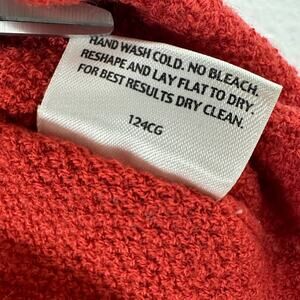 HAND WASH COLD. NO BLEACH.
RESHAPE AND LAY FLAT TO DRY.
FOR BEST RESULTS DRY CLEAN.
124CG